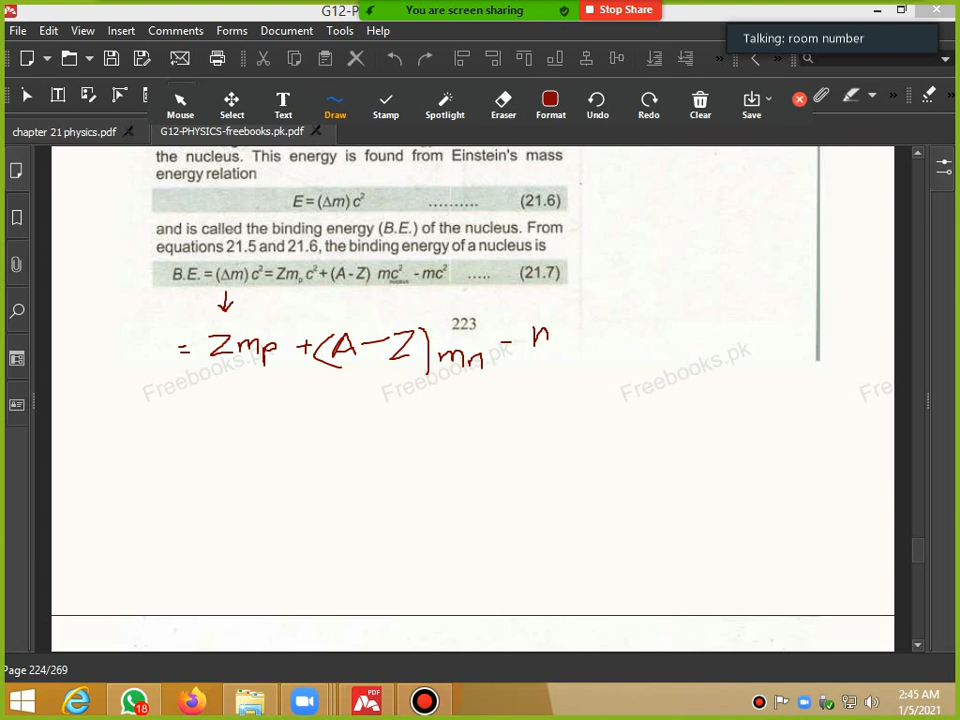 G12-P
You are screen sharing
Stop Share
File Edit View Insert Comments Forms Document Tools Help
Talking: room number
Mouse Select Text Draw Stamp Spotlight Eraser Format Undo Redo Clear Save
chapter 21 physics.pdf G12-PHYSICS-freebooks.pk.pdf
the nucleus. This energy is found from Einstein's mass
energy relation
E = (Δm) c² .......... (21.6)
and is called the binding energy (B.E.) of the nucleus. From
equations 21.5 and 21.6, the binding energy of a nucleus is
B.E. = (Δm) c² = Zmₚ c² + (A - Z) mc² - mc² ..... (21.7)
nucleus
↓
223
= Zmp + (A - Z) mn - n
Freebooks.pk Freebooks.pk Freebooks.pk Free
Page 224/269
PDF
18
2:45 AM
1/5/2021